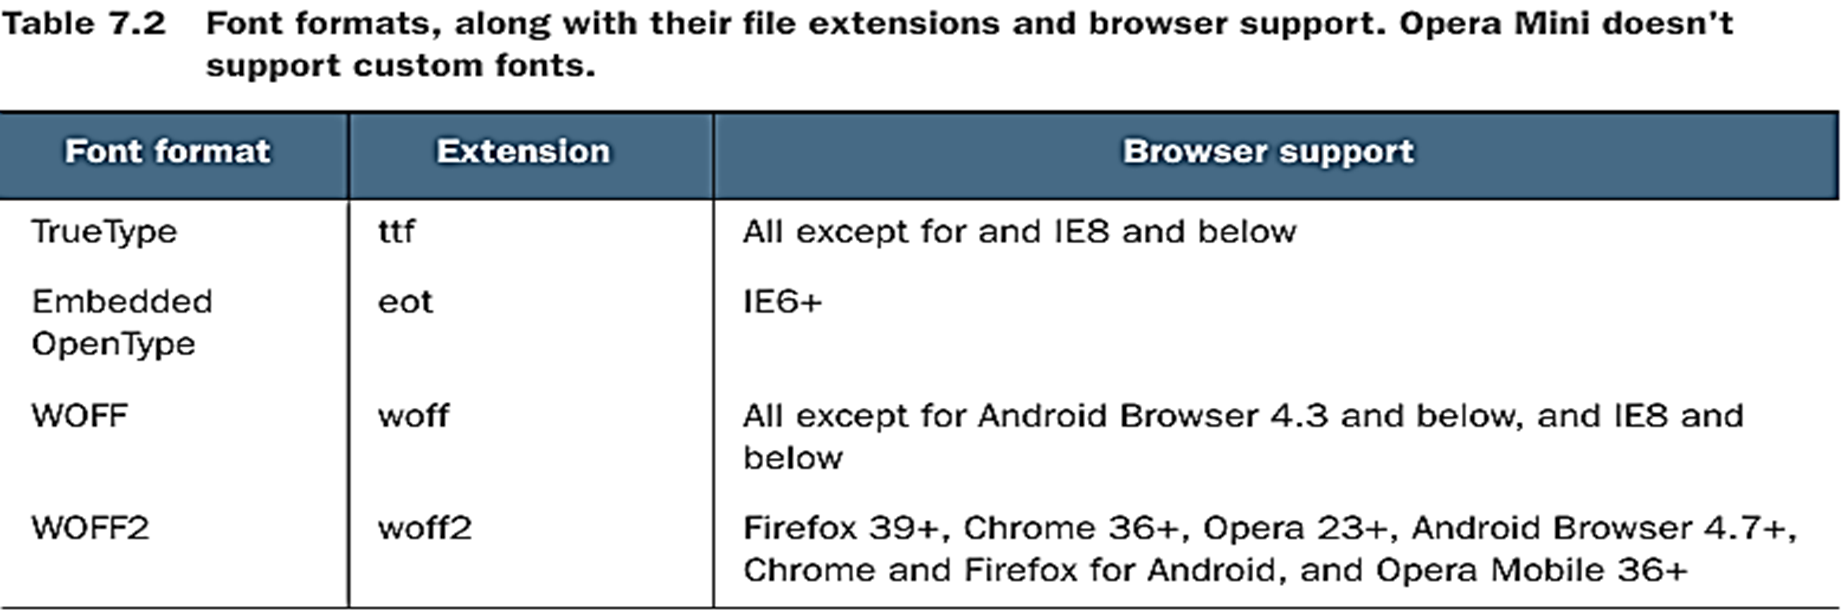 Table 7.2 Font formats, along with their file extensions and browser support. Opera Mini doesn't
support custom fonts.
Font format Extension Browser support
TrueType ttf All except for and IE8 and below
Embedded eot IE6+
OpenType
WOFF woff All except for Android Browser 4.3 and below, and IE8 and
below
WOFF2 woff2 Firefox 39+, Chrome 36+, Opera 23+, Android Browser 4.7+,
Chrome and Firefox for Android, and Opera Mobile 36+